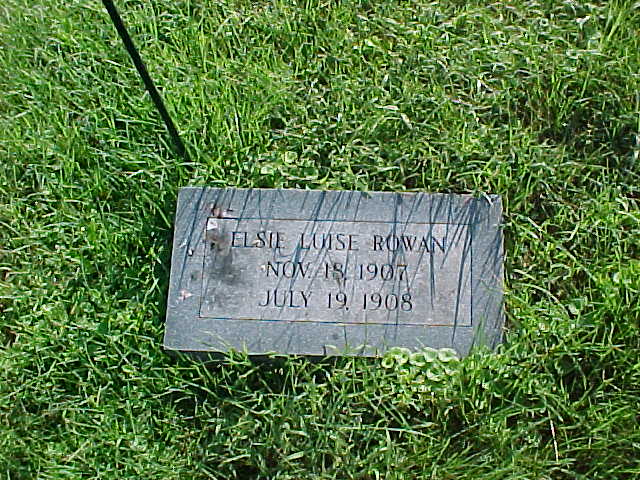 ELSIE LUISE ROWAN
NOV. 18, 1907
JULY 19, 1908